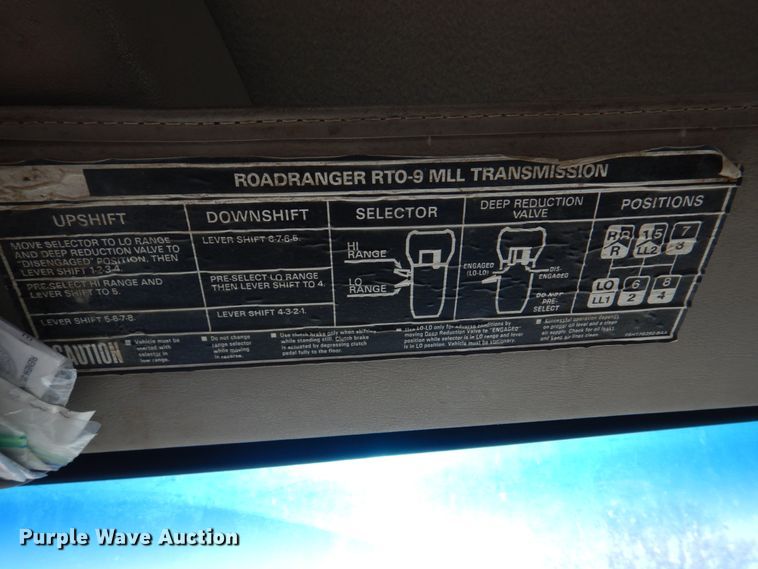 ROADRANGER RTO-9 MLL TRANSMISSION
UPSHIFT
MOVE SELECTOR TO LO RANGE
AND DEEP REDUCTION VALVE TO
"DISENGAGED" POSITION, THEN
LEVER SHIFT 1-2-3-4.
PRE-SELECT HI RANGE AND
LEVER SHIFT TO 5.
LEVER SHIFT 5-6-7-8.
DOWNSHIFT
LEVER SHIFT 8-7-6-5.
PRE-SELECT LO RANGE
THEN LEVER SHIFT TO 4.
LEVER SHIFT 4-3-2-1.
SELECTOR
HI
RANGE
LO
RANGE
DEEP REDUCTION
VALVE
ENGAGED
(LO-LO)
DIS-
ENGAGED
DO NOT
PRE-
SELECT
POSITIONS
R
1 5
LL2
7
3
LO
LL1
6
2
8
4
CAUTION
Vehicle must be
started with
selector in
low range.
Do not change
range selector
while moving
in reverse.
Use clutch brake only when shifting
while standing still. Clutch brake
is actuated by depressing clutch
pedal fully to the floor.
Use LO-LO only for adverse conditions by
moving Deep Reduction Valve to "ENGAGED"
position while selector is in LO range and lever
is in LO position. Vehicle must be stationary.
Successful operation depends
on proper oil level and a clean
air supply. Check for all leaks
and keep air lines clean.
Purple Wave Auction